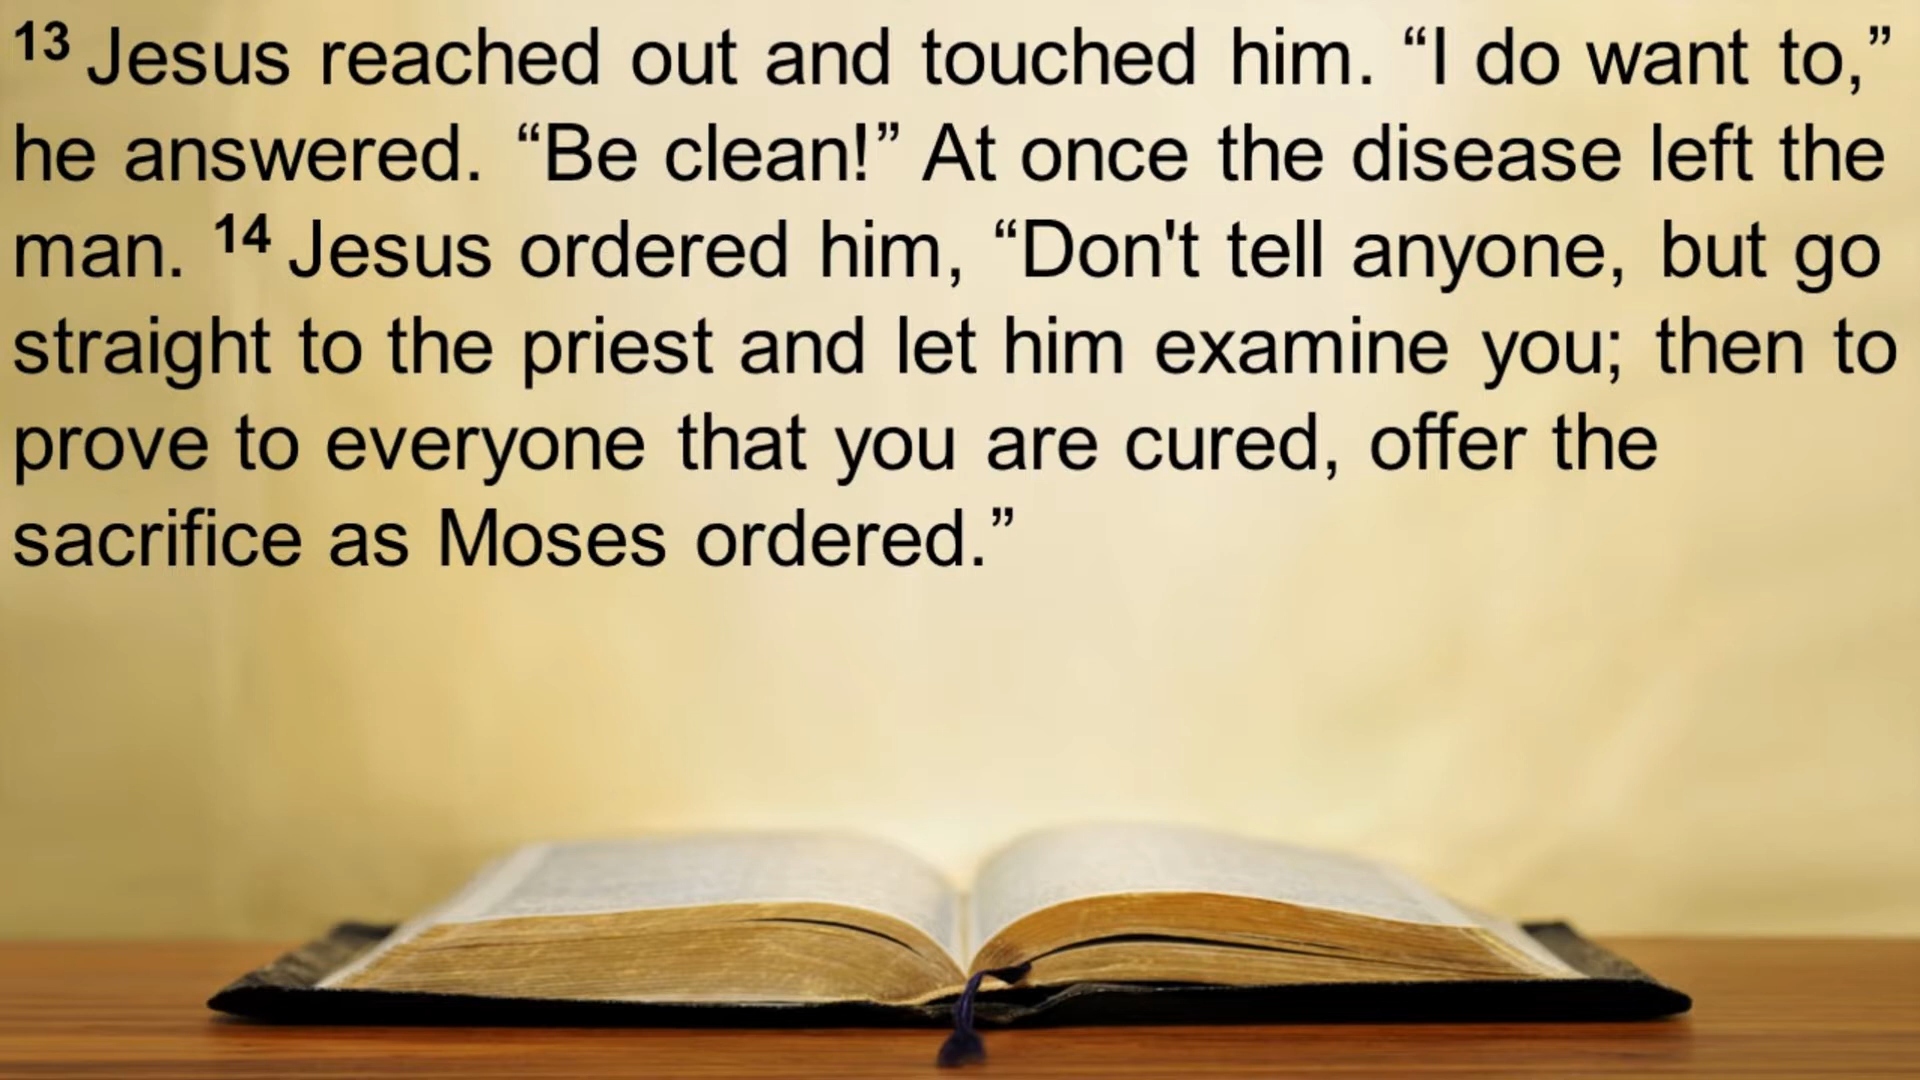 13 Jesus reached out and touched him. “I do want to,”
he answered. “Be clean!” At once the disease left the
man. 14 Jesus ordered him, “Don't tell anyone, but go
straight to the priest and let him examine you; then to
prove to everyone that you are cured, offer the
sacrifice as Moses ordered.”